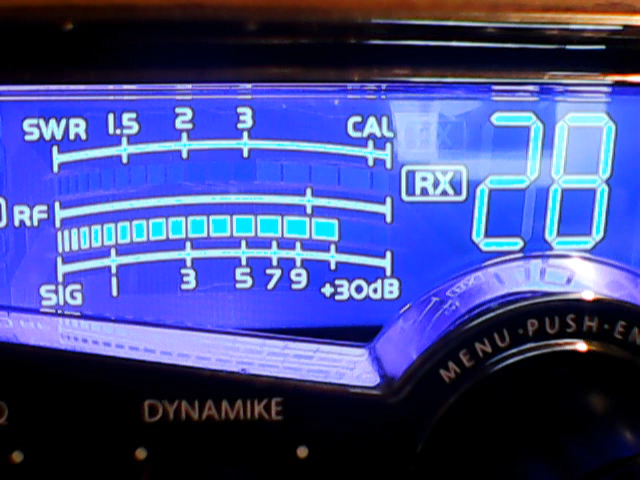 SWR 1.5 2 3 CAL
RX
28
RF
1 3 5 7 9 +30dB
SIG
MENU·PUSH·EN
DYNAMIKE